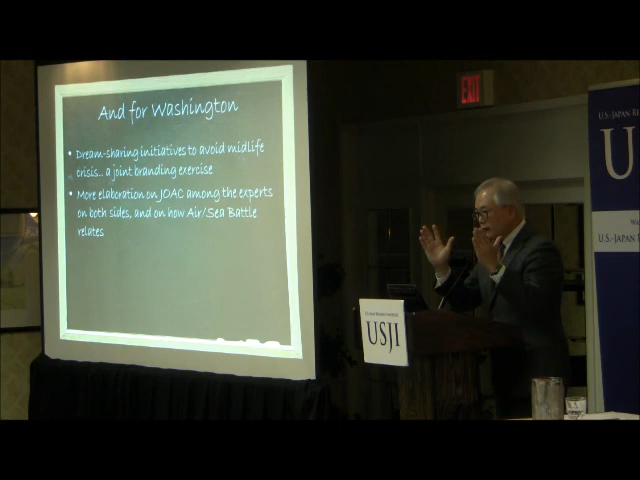 And for Washington
• Dream-sharing initiatives to avoid midlife
crisis... a joint branding exercise
• More elaboration on JOAC among the experts
on both sides, and on how Air/Sea Battle
relates
EXIT
USJI
U.S.-JAPAN RE
U
U.S.-JAPAN